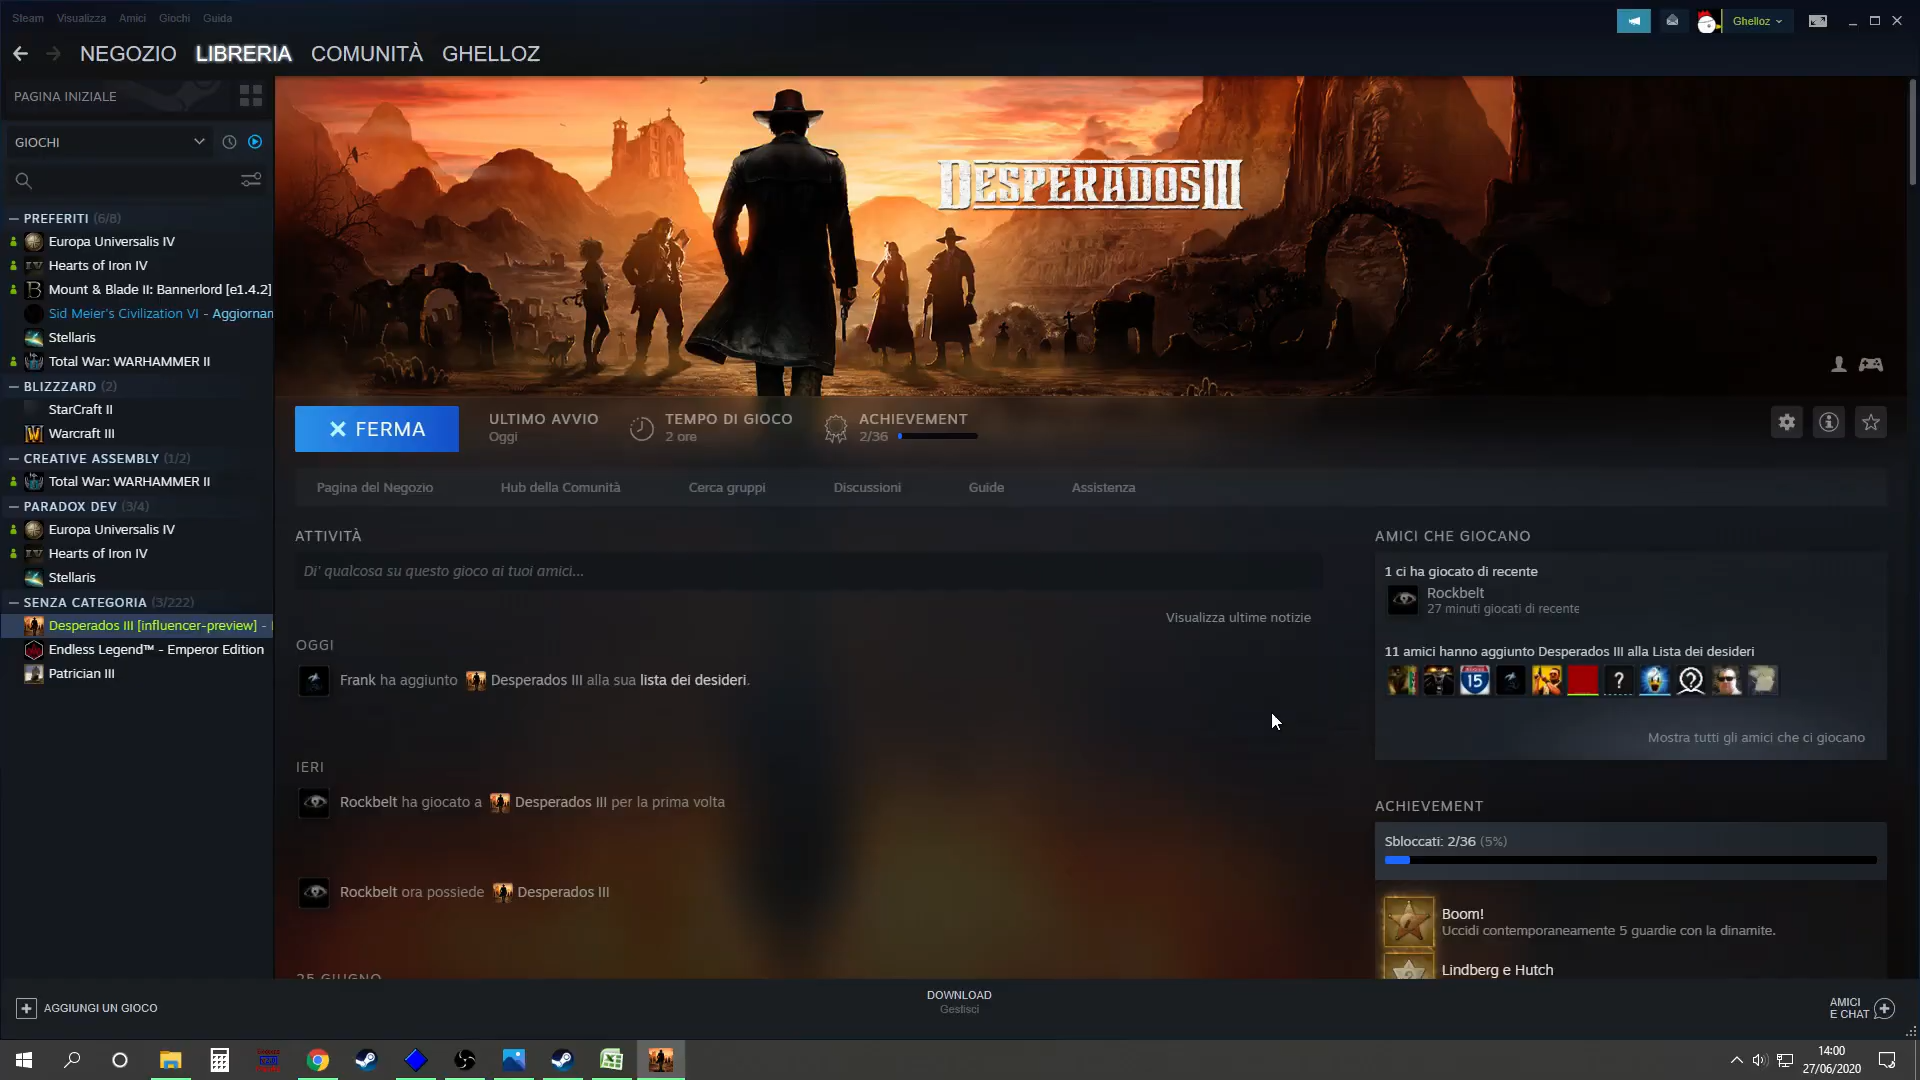 Steam Visualizza Amici Giochi Guida
Ghelloz
NEGOZIO LIBRERIA COMUNITÀ GHELLOZ
PAGINA INIZIALE
GIOCHI
PREFERITI (6/8)
Europa Universalis IV
Hearts of Iron IV
Mount & Blade II: Bannerlord [e1.4.2]
Sid Meier's Civilization VI - Aggiornan
Stellaris
Total War: WARHAMMER II
BLIZZZARD (2)
StarCraft II
Warcraft III
CREATIVE ASSEMBLY (1/2)
Total War: WARHAMMER II
PARADOX DEV (3/4)
Europa Universalis IV
Hearts of Iron IV
Stellaris
SENZA CATEGORIA (3/222)
Desperados III [influencer-preview] -
Endless Legend™ - Emperor Edition
Patrician III
AGGIUNGI UN GIOCO
DESPERADOS III
FERMA
ULTIMO AVVIO
Oggi
TEMPO DI GIOCO
2 ore
ACHIEVEMENT
2/36
Pagina del Negozio Hub della Comunità Cerca gruppi Discussioni Guide Assistenza
ATTIVITÀ
Di' qualcosa su questo gioco ai tuoi amici...
Visualizza ultime notizie
OGGI
Frank ha aggiunto Desperados III alla sua lista dei desideri.
IERI
Rockbelt ha giocato a Desperados III per la prima volta
Rockbelt ora possiede Desperados III
25 GIUGNO
AMICI CHE GIOCANO
1 ci ha giocato di recente
Rockbelt
27 minuti giocati di recente
11 amici hanno aggiunto Desperados III alla Lista dei desideri
15
?
Mostra tutti gli amici che ci giocano
ACHIEVEMENT
Sbloccati: 2/36 (5%)
Boom!
Uccidi contemporaneamente 5 guardie con la dinamite.
Lindberg e Hutch
DOWNLOAD
Gestisci
AMICI
E CHAT
14:00
27/06/2020